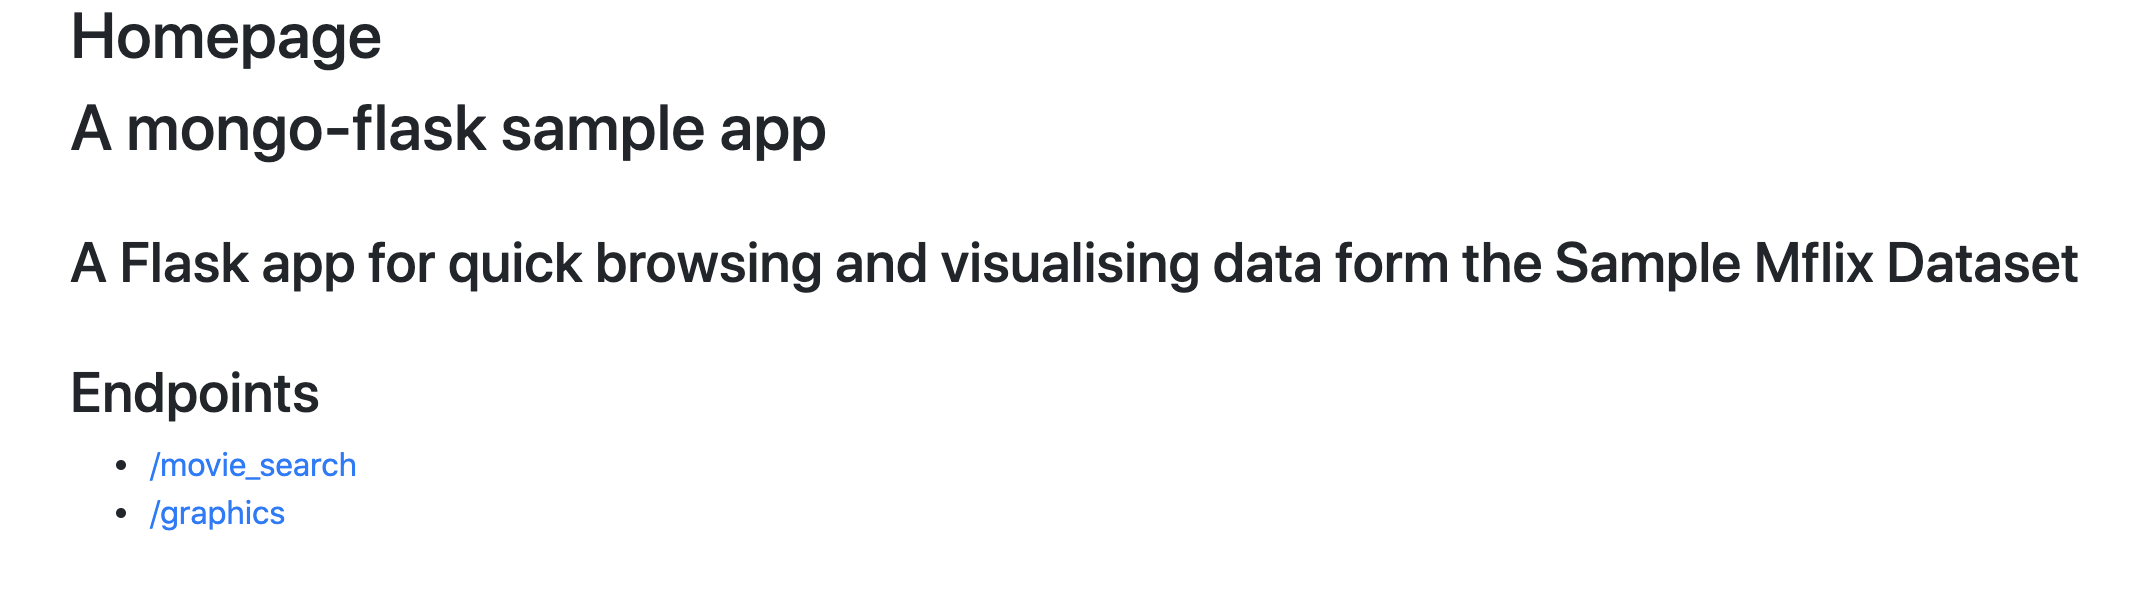 Homepage
A mongo-flask sample app
A Flask app for quick browsing and visualising data form the Sample Mflix Dataset
Endpoints
/movie_search
/graphics